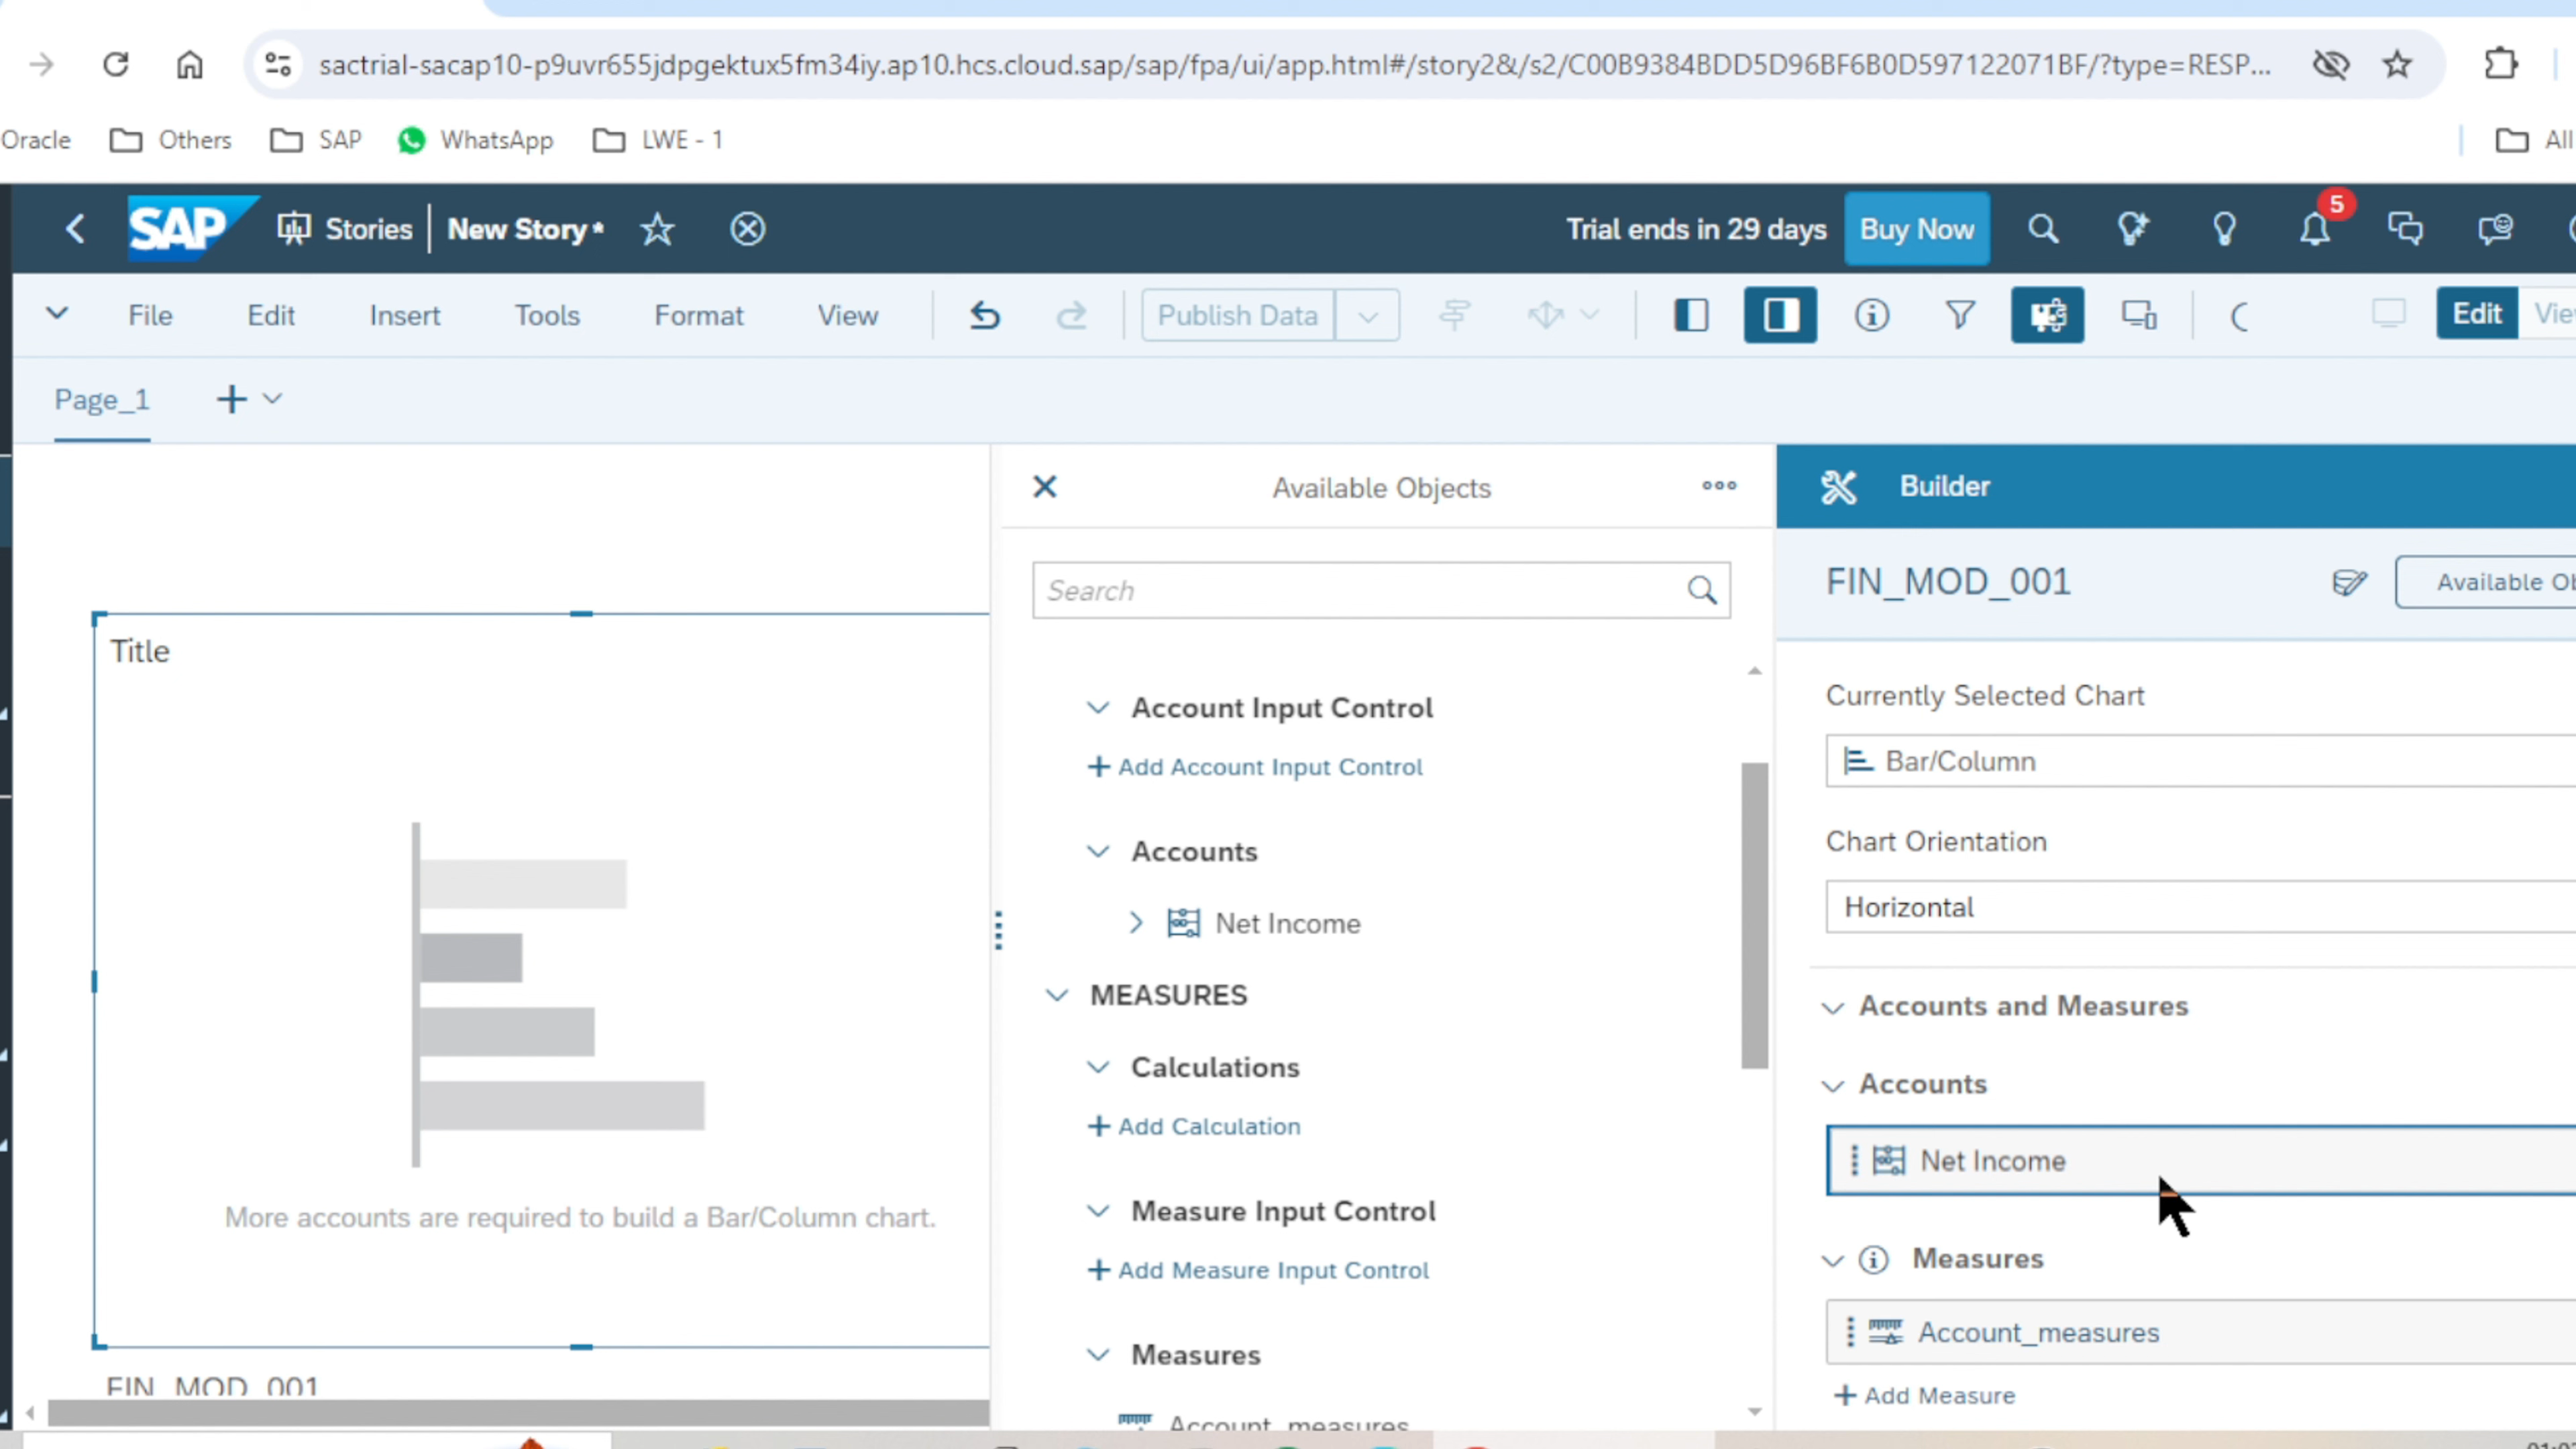 sactrial-sacap10-p9uvr655jdpgektux5fm34iy.ap10.hcs.cloud.sap/sap/fpa/ui/app.html#/story2&/s2/C00B9384BDD5D96BF6B0D597122071BF/?type=RESP...
Oracle Others SAP WhatsApp LWE - 1 All
SAP Stories New Story * Trial ends in 29 days Buy Now 5
File Edit Insert Tools Format View Publish Data Edit Vie
Page_1
Available Objects
Builder
Search
FIN_MOD_001
Available Ob
Title
Currently Selected Chart
Account Input Control
Bar/Column
+ Add Account Input Control
Chart Orientation
Accounts
Net Income
Horizontal
MEASURES
Accounts and Measures
Calculations
Accounts
+ Add Calculation
Net Income
More accounts are required to build a Bar/Column chart.
Measure Input Control
Measures
+ Add Measure Input Control
Account_measures
Measures
FIN_MOD_001
+ Add Measure
Account_measures